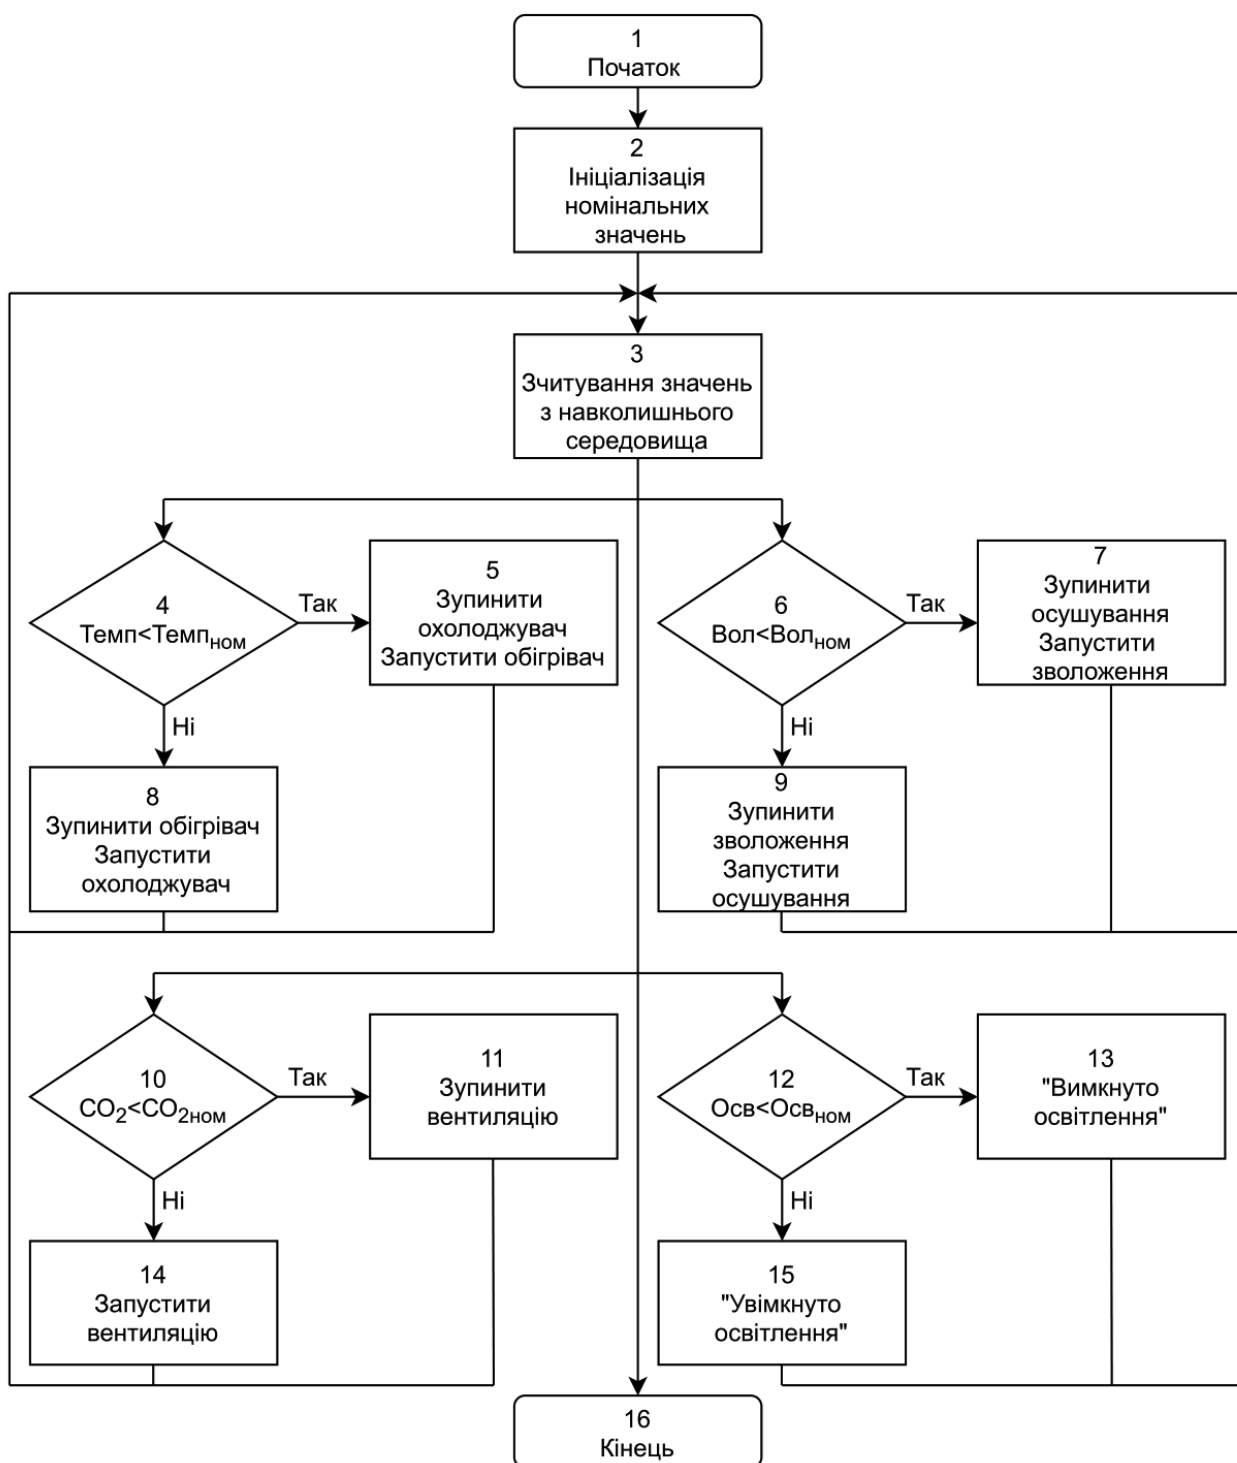 1
Початок
2
Ініціалізація
номінальних
значень
3
Зчитування значень
з навколишнього
середовища
4
Темп<Темпном
Так
5
Зупинити
охолоджувач
Запустити обігрівач
6
Вол<Волном
Так
7
Зупинити
осушування
Запустити
зволоження
Ні
8
Зупинити обігрівач
Запустити
охолоджувач
Ні
9
Зупинити
зволоження
Запустити
осушування
10
CO2<CO2ном
Так
11
Зупинити
вентиляцію
12
Осв<Освном
Так
13
"Вимкнуто
освітлення"
Ні
14
Запустити
вентиляцію
Ні
15
"Увімкнуто
освітлення"
16
Кінець